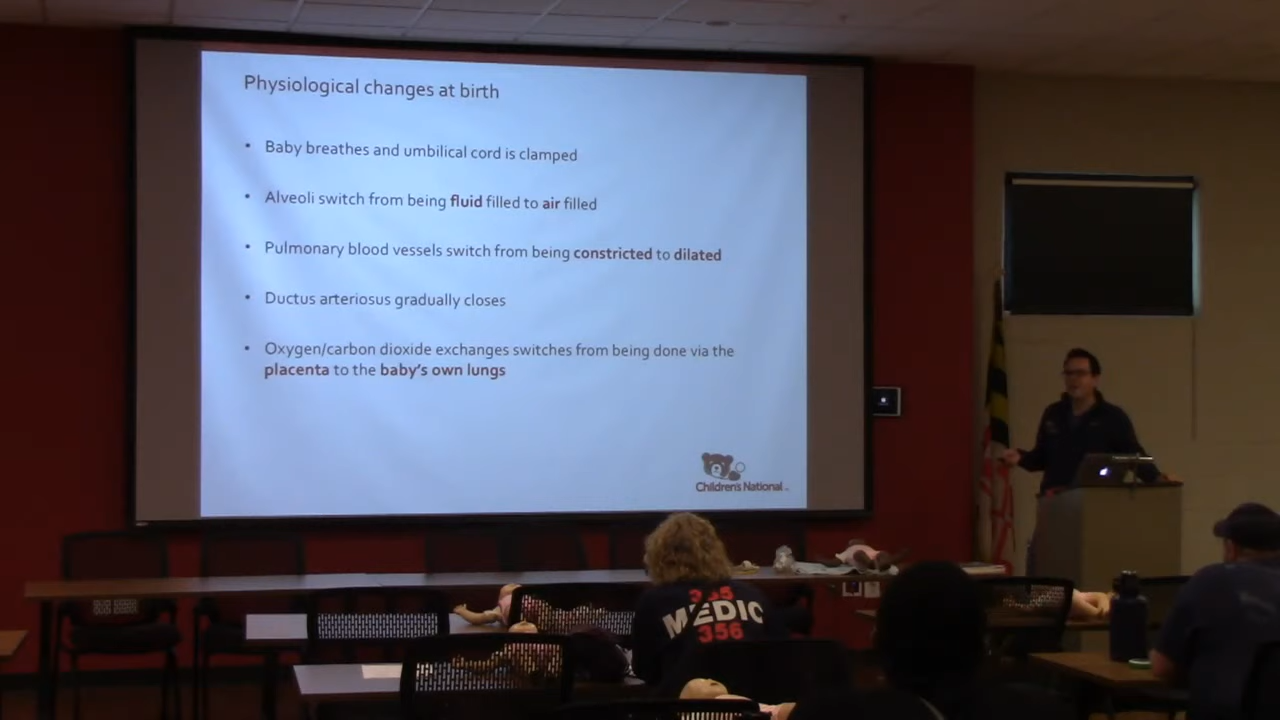 Physiological changes at birth
• Baby breathes and umbilical cord is clamped
• Alveoli switch from being fluid filled to air filled
• Pulmonary blood vessels switch from being constricted to dilated
• Ductus arteriosus gradually closes
• Oxygen/carbon dioxide exchanges switches from being done via the
placenta to the baby's own lungs
Children's National
MEDIC
356